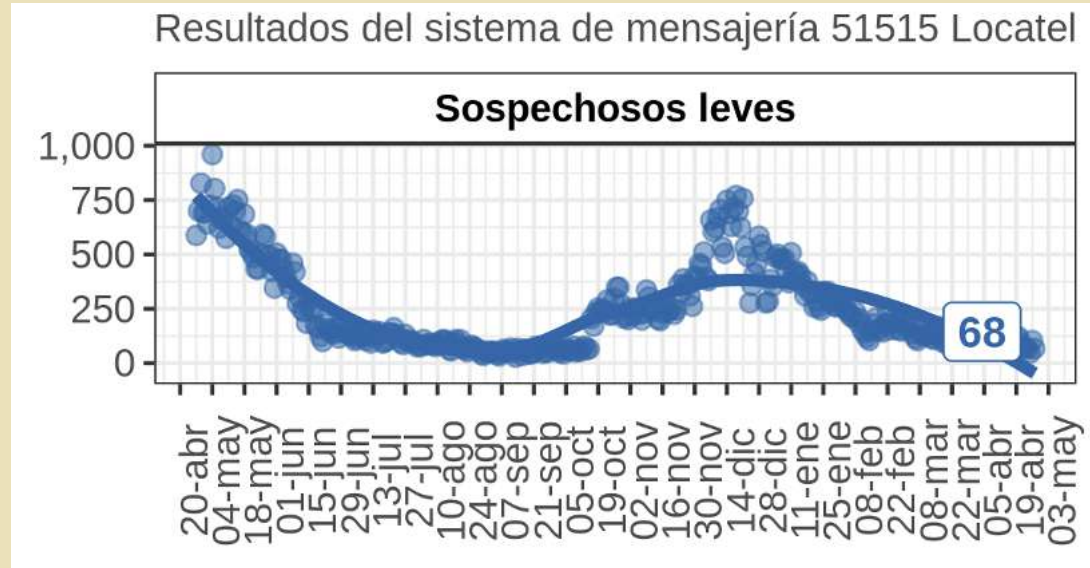 Resultados del sistema de mensajería 51515 Locatel
Sospechosos leves
1,000
750
500
250
0
68
20-abr
04-may
18-may
01-jun
15-jun
29-jun
13-jul
27-jul
10-ago
24-ago
07-sep
21-sep
05-oct
19-oct
02-nov
16-nov
30-nov
14-dic
28-dic
11-ene
25-ene
08-feb
22-feb
08-mar
22-mar
05-abr
19-abr
03-may